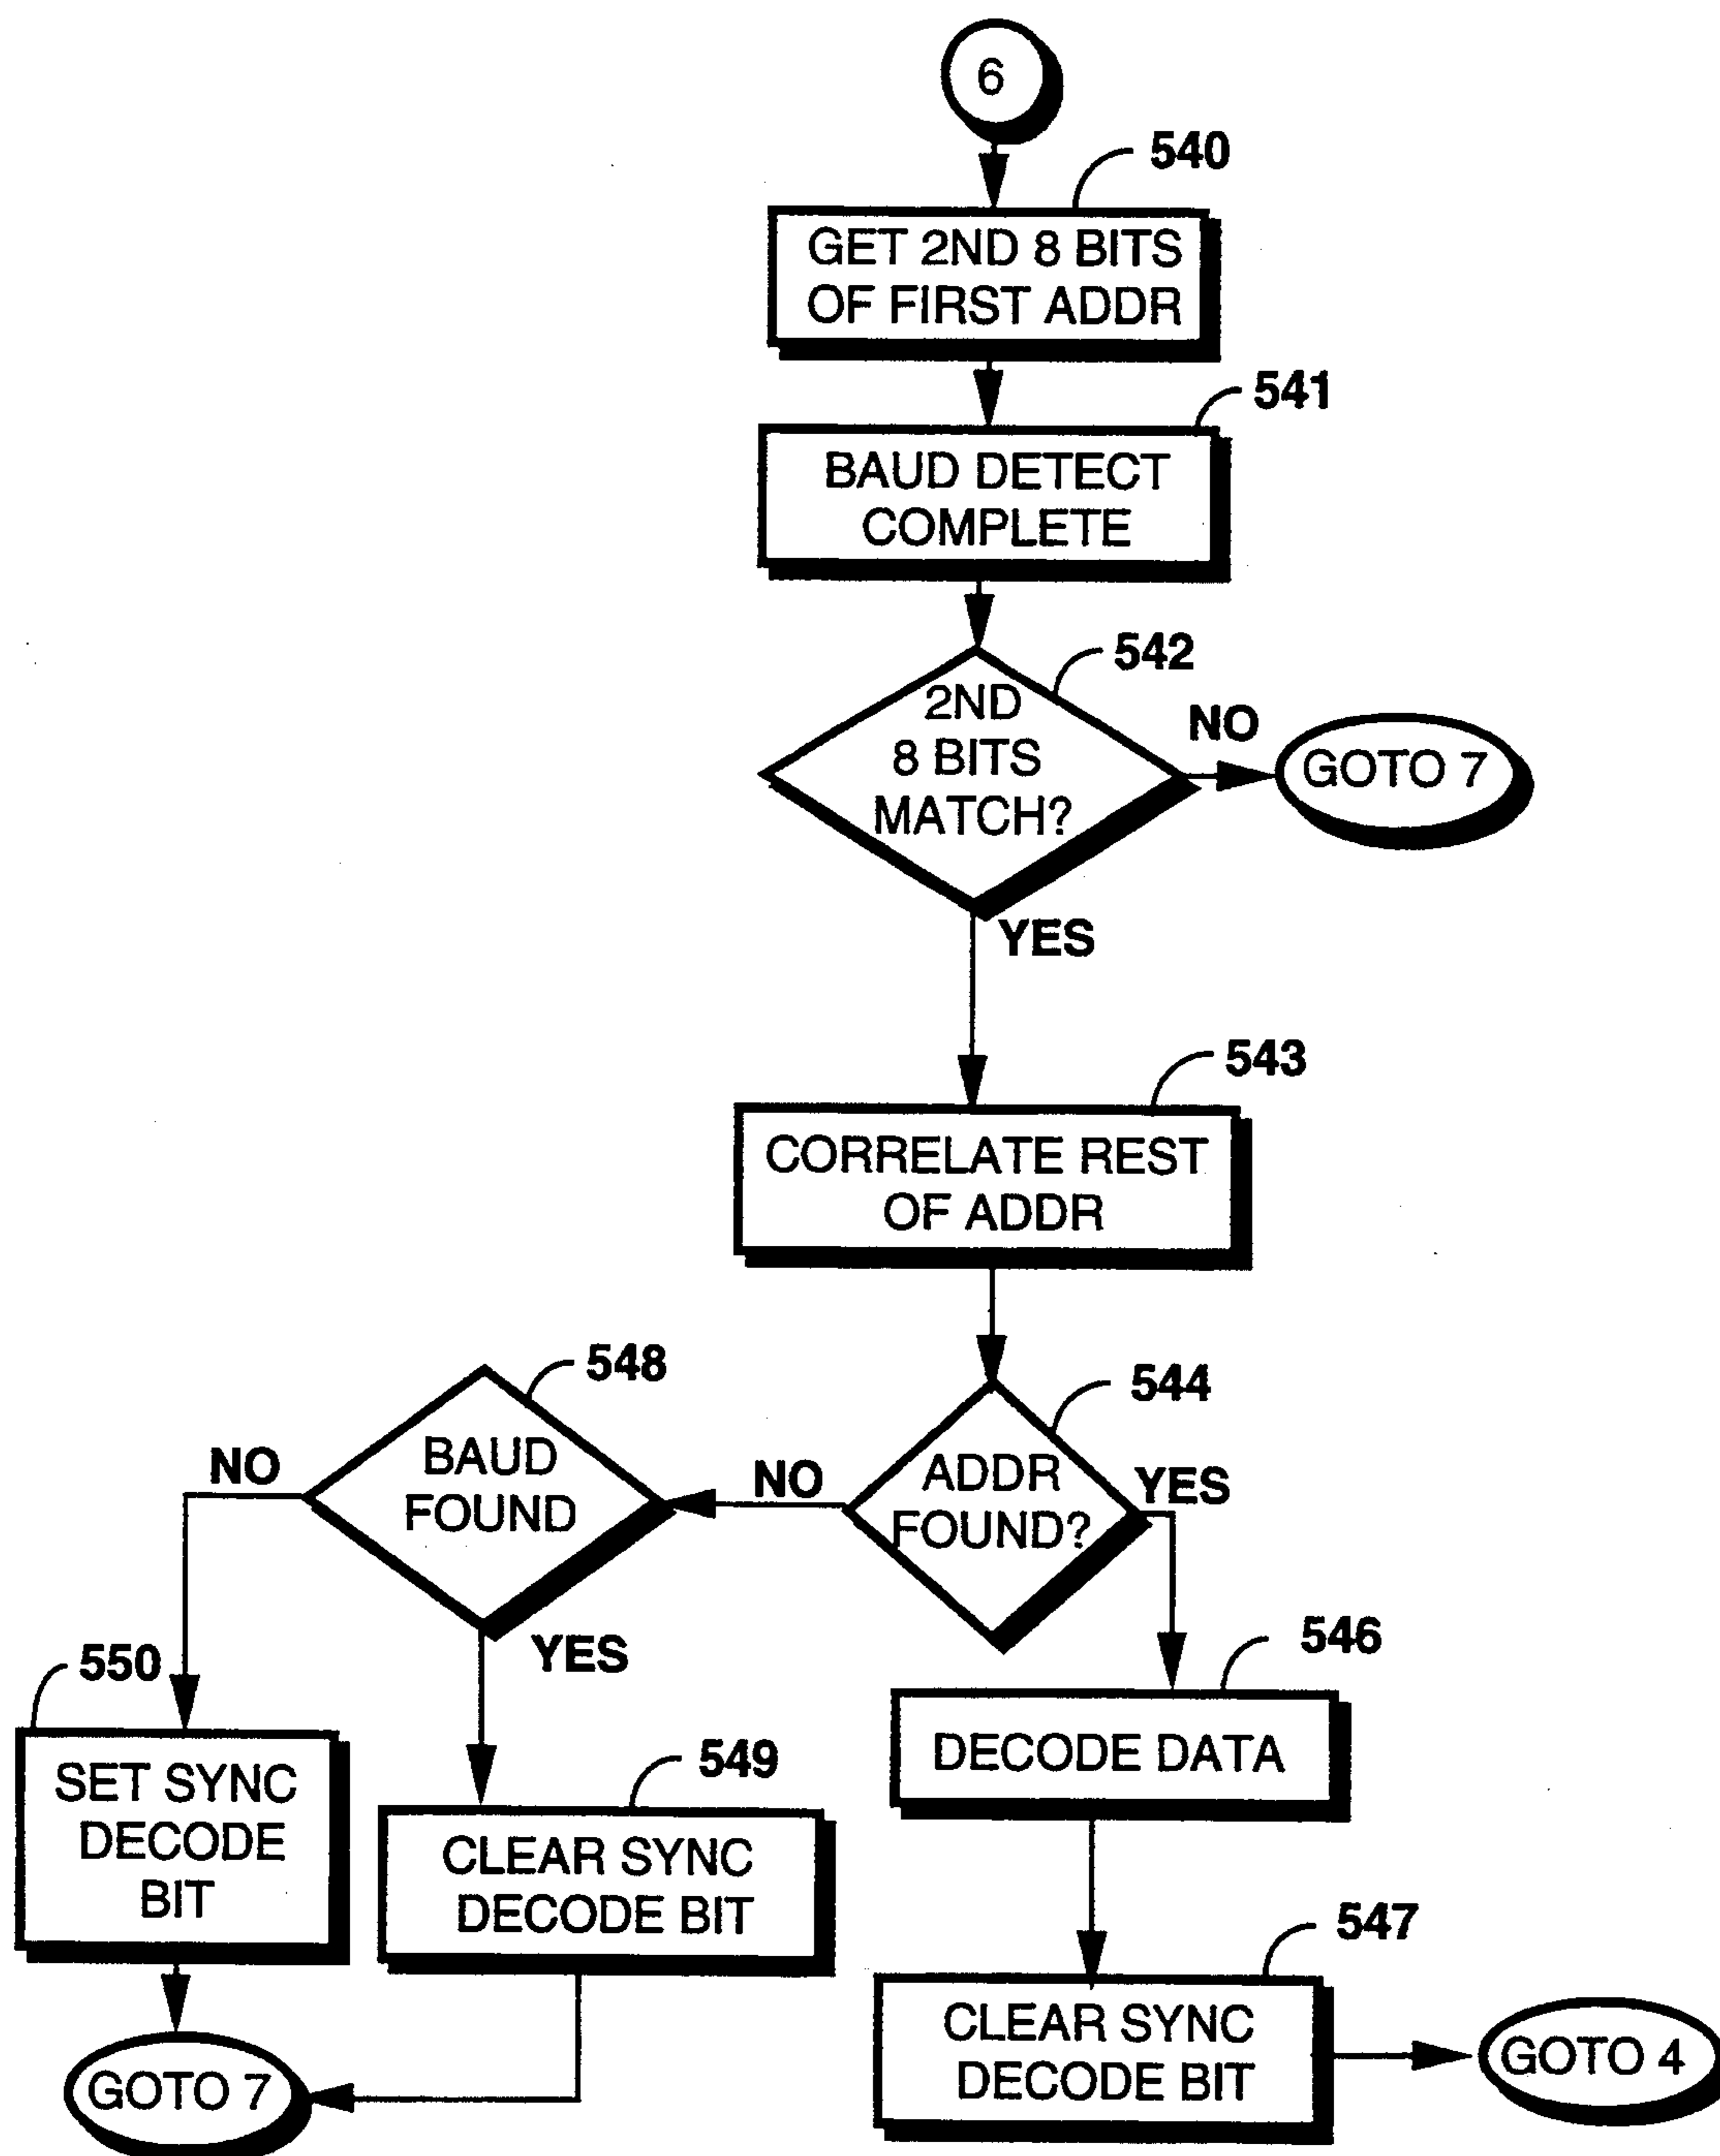 6
540
GET 2ND 8 BITS
OF FIRST ADDR
541
BAUD DETECT
COMPLETE
542
2ND
8 BITS
MATCH?
NO
GOTO 7
YES
543
CORRELATE REST
OF ADDR
544
ADDR
FOUND?
NO
YES
548
BAUD
FOUND
NO
YES
546
DECODE DATA
550
SET SYNC
DECODE
BIT
549
CLEAR SYNC
DECODE BIT
547
CLEAR SYNC
DECODE BIT
GOTO 4
GOTO 7